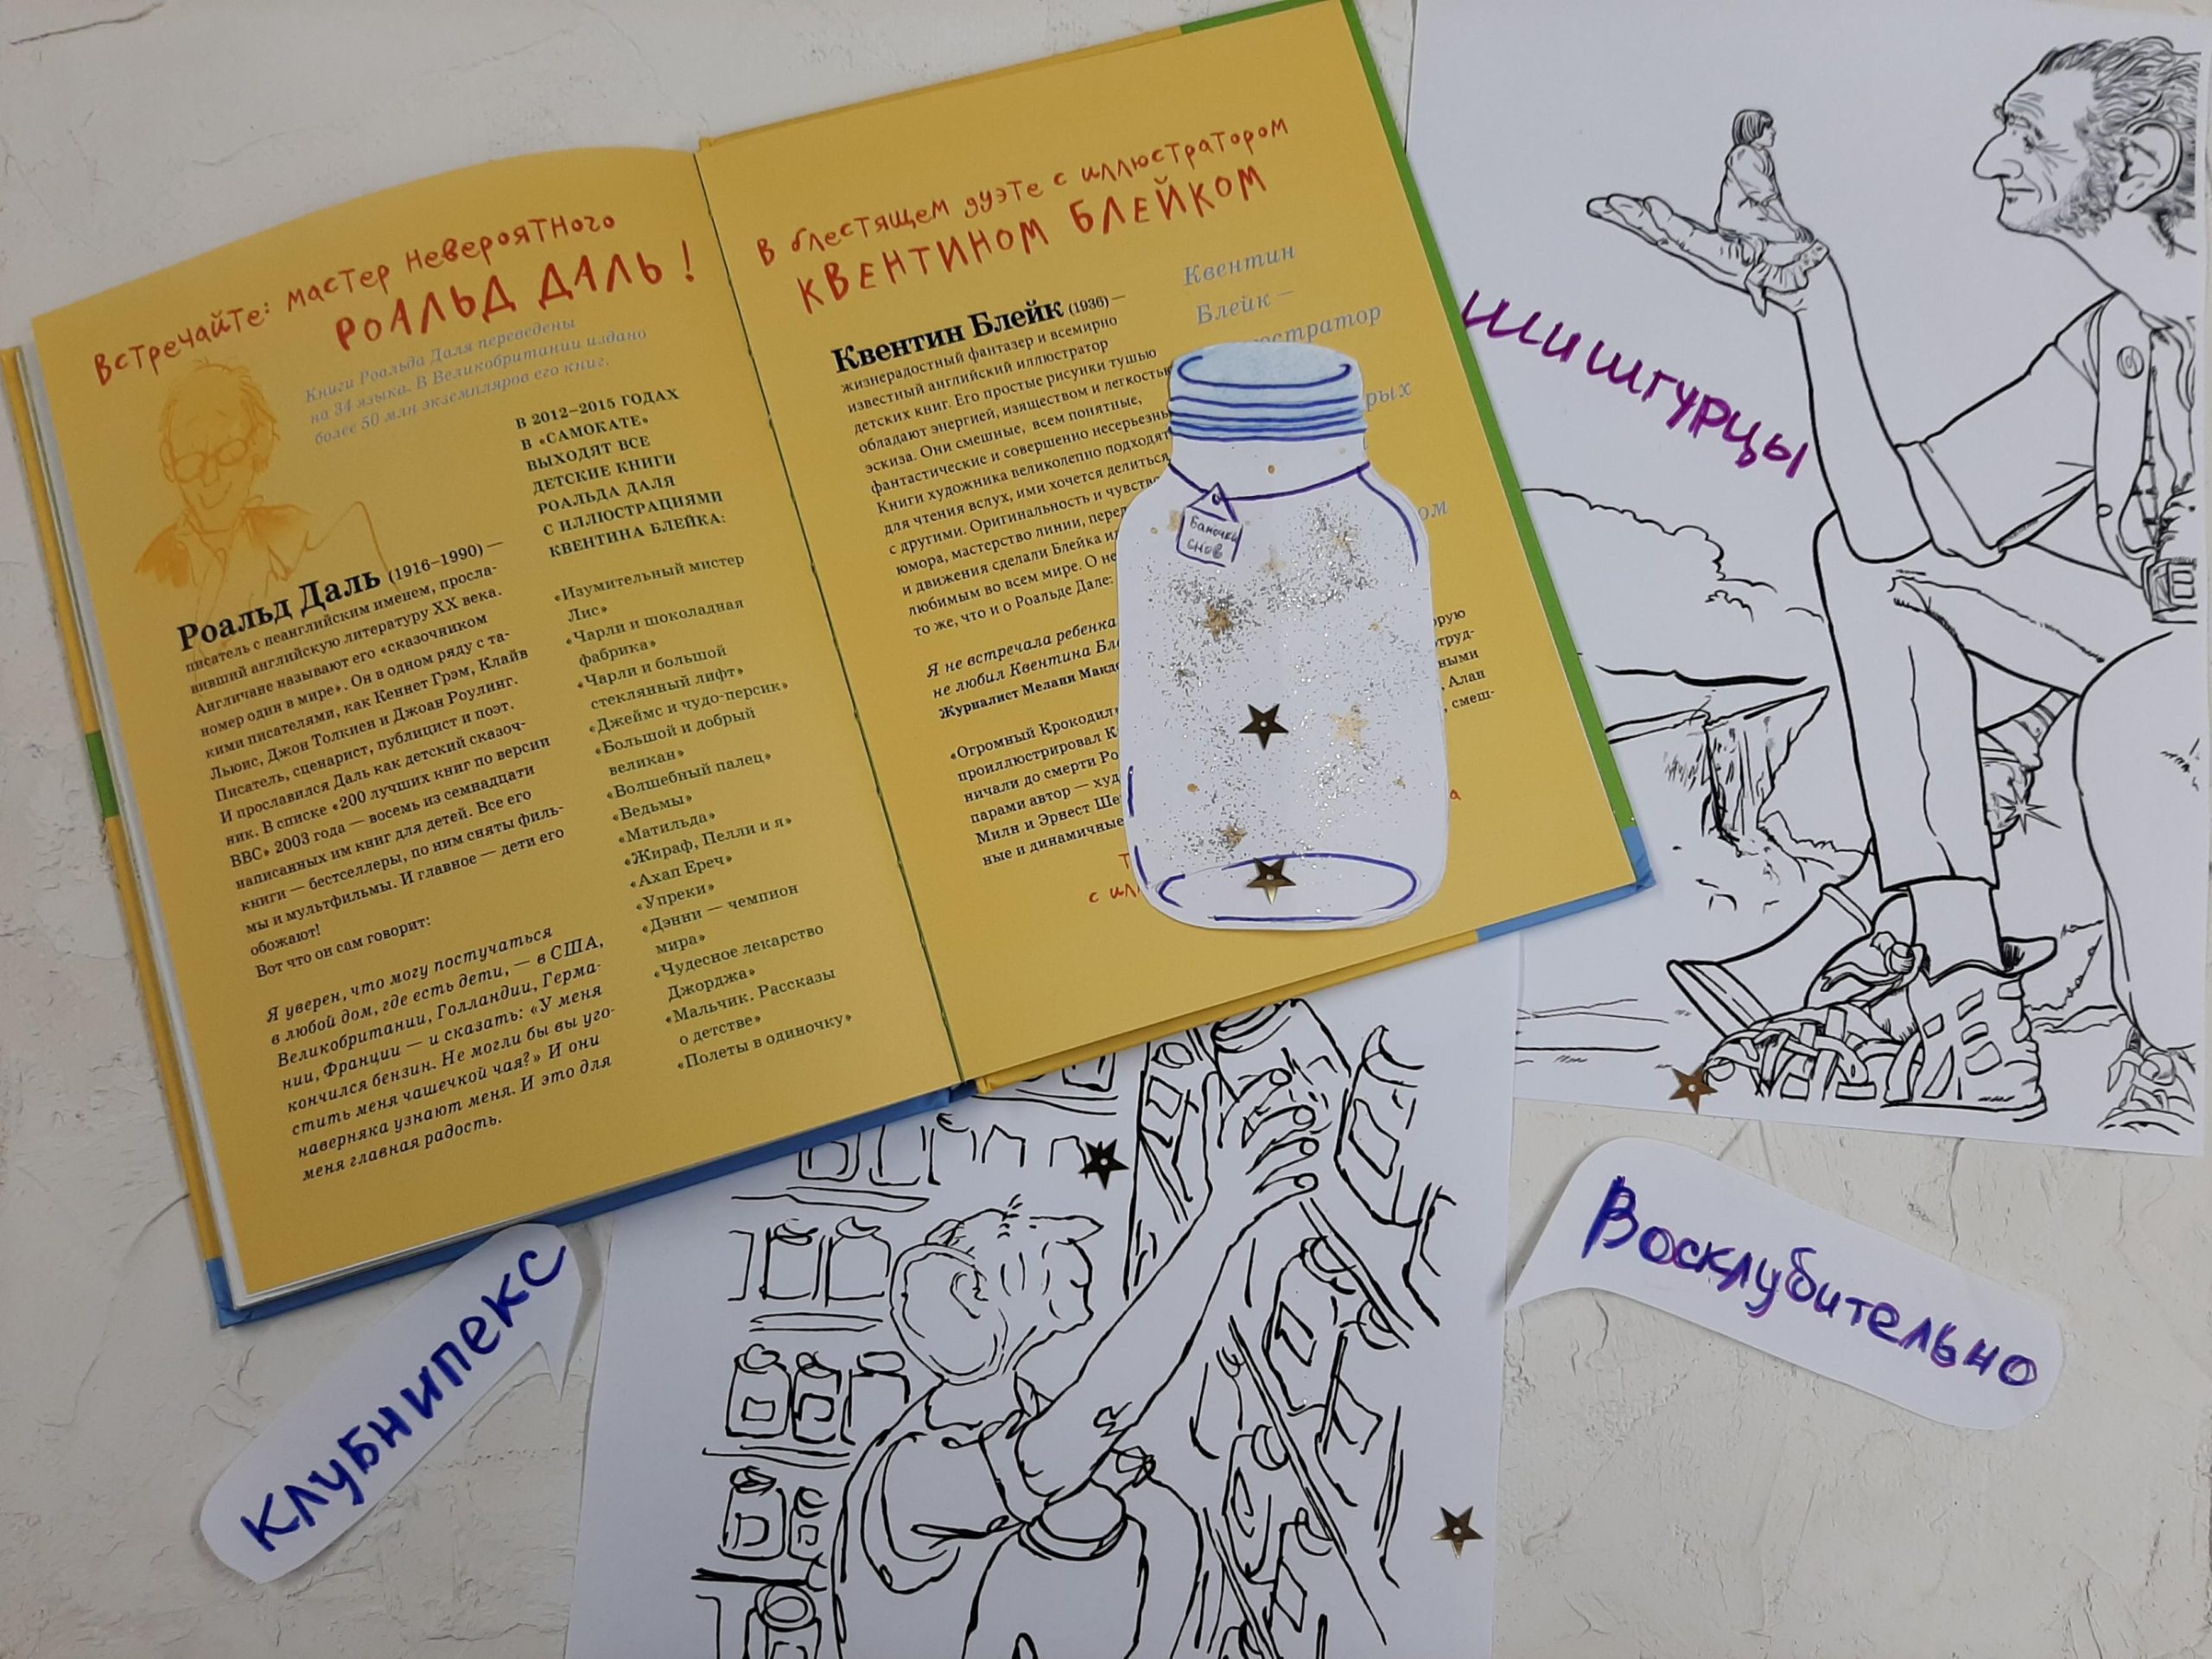 Встречайте: мастер невероятного
РОАЛЬД ДАЛЬ!
Книги Роальда Даля переведены
на 34 языка. В Великобритании издано
более 50 млн экземпляров его книг.
Роальд Даль (1916–1990) —
писатель с неанглийским именем, просла-
вивший английскую литературу XX века.
Англичане называют его «сказочником
номер один в мире». Он в одном ряду с та-
кими писателями, как Кеннет Грэм, Клайв
Льюис, Джон Толкиен и Джоан Роулинг.
Писатель, сценарист, публицист и поэт.
И прославился Даль как детский сказоч-
ник. В списке «200 лучших книг по версии
BBC» 2003 года — восемь из семнадцати
написанных им книг для детей. Все его
книги — бестселлеры, по ним сняты филь-
мы и мультфильмы. И главное — дети его
обожают!
Вот что он сам говорит:
Я уверен, что могу постучаться
в любой дом, где есть дети, — в США,
Великобритании, Голландии, Герма-
нии, Франции — и сказать: «У меня
кончился бензин. Не могли бы вы уго-
стить меня чашечкой чая?» И они
наверняка узнают меня. И это для
меня главная радость.
В 2012–2015 ГОДАХ
В «САМОКАТЕ»
ВЫХОДЯТ ВСЕ
ДЕТСКИЕ КНИГИ
РОАЛЬДА ДАЛЯ
С ИЛЛЮСТРАЦИЯМИ
КВЕНТИНА БЛЕЙКА:
«Изумительный мистер
Лис»
«Чарли и шоколадная
фабрика»
«Чарли и большой
стеклянный лифт»
«Джеймс и чудо-персик»
«Большой и добрый
великан»
«Волшебный палец»
«Ведьмы»
«Матильда»
«Жираф, Пелли и я»
«Ахап Ереч»
«Упреки»
«Дэнни — чемпион
мира»
«Чудесное лекарство
Джорджа»
«Мальчик. Рассказы
о детстве»
«Полеты в одиночку»
В блестящем дуэте с иллюстратором
КВЕНТИНОМ БЛЕЙКОМ
Квентин
Блейк —
Квентин Блейк (1936) —
жизнерадостный фантазер и всемирно
известный английский иллюстратор
детских книг. Его простые рисунки тушью
обладают энергией, изяществом и легкостью
эскиза. Они смешные, всем понятные,
фантастические и совершенно несерьезны
Книги художника великолепно подходят
для чтения вслух, ими хочется делиться
с другими. Оригинальность и чувство
юмора, мастерство линии, перед
и движения сделали Блейка
любимым во всем мире. О не
то же, что и о Роальде Дале:
Я не встречала ребенка
не любил Квентина
Журналист Мелани
«Огромный Крокодил»
проиллюстрировал
ничали до смерти
парами автор — худ
Милн и Эрнест
ные и динамичные
Алан
смеш-
Баночка
снов
шишгурцы
Клубнипекс
Восклубительно